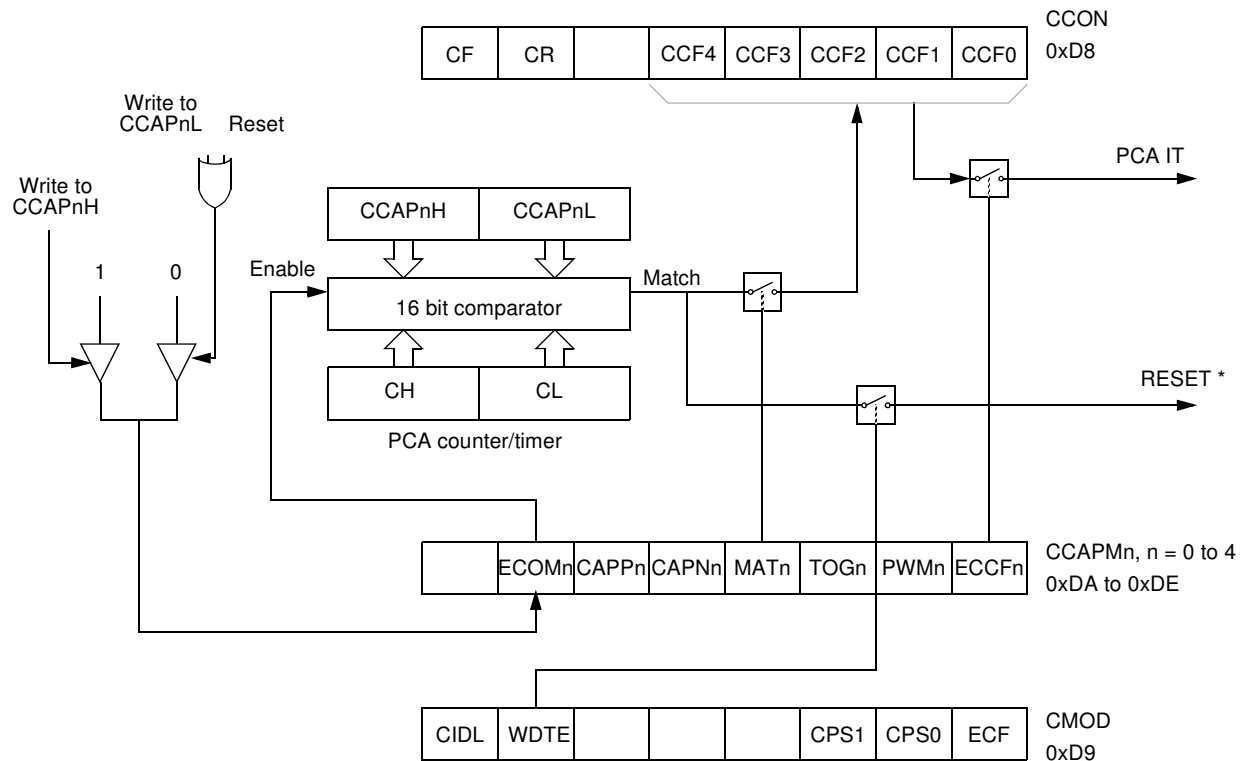 CCON
CF CR CCF4 CCF3 CCF2 CCF1 CCF0
0xD8
Write to
CCAPnL Reset
PCA IT
Write to
CCAPnH
CCAPnH CCAPnL
1 0
Enable
Match
16 bit comparator
CH CL
RESET *
PCA counter/timer
ECOMn CAPPn CAPNn MATn TOGn PWMn ECCFn
CCAPMn, n = 0 to 4
0xDA to 0xDE
CIDL WDTE CPS1 CPS0 ECF
CMOD
0xD9